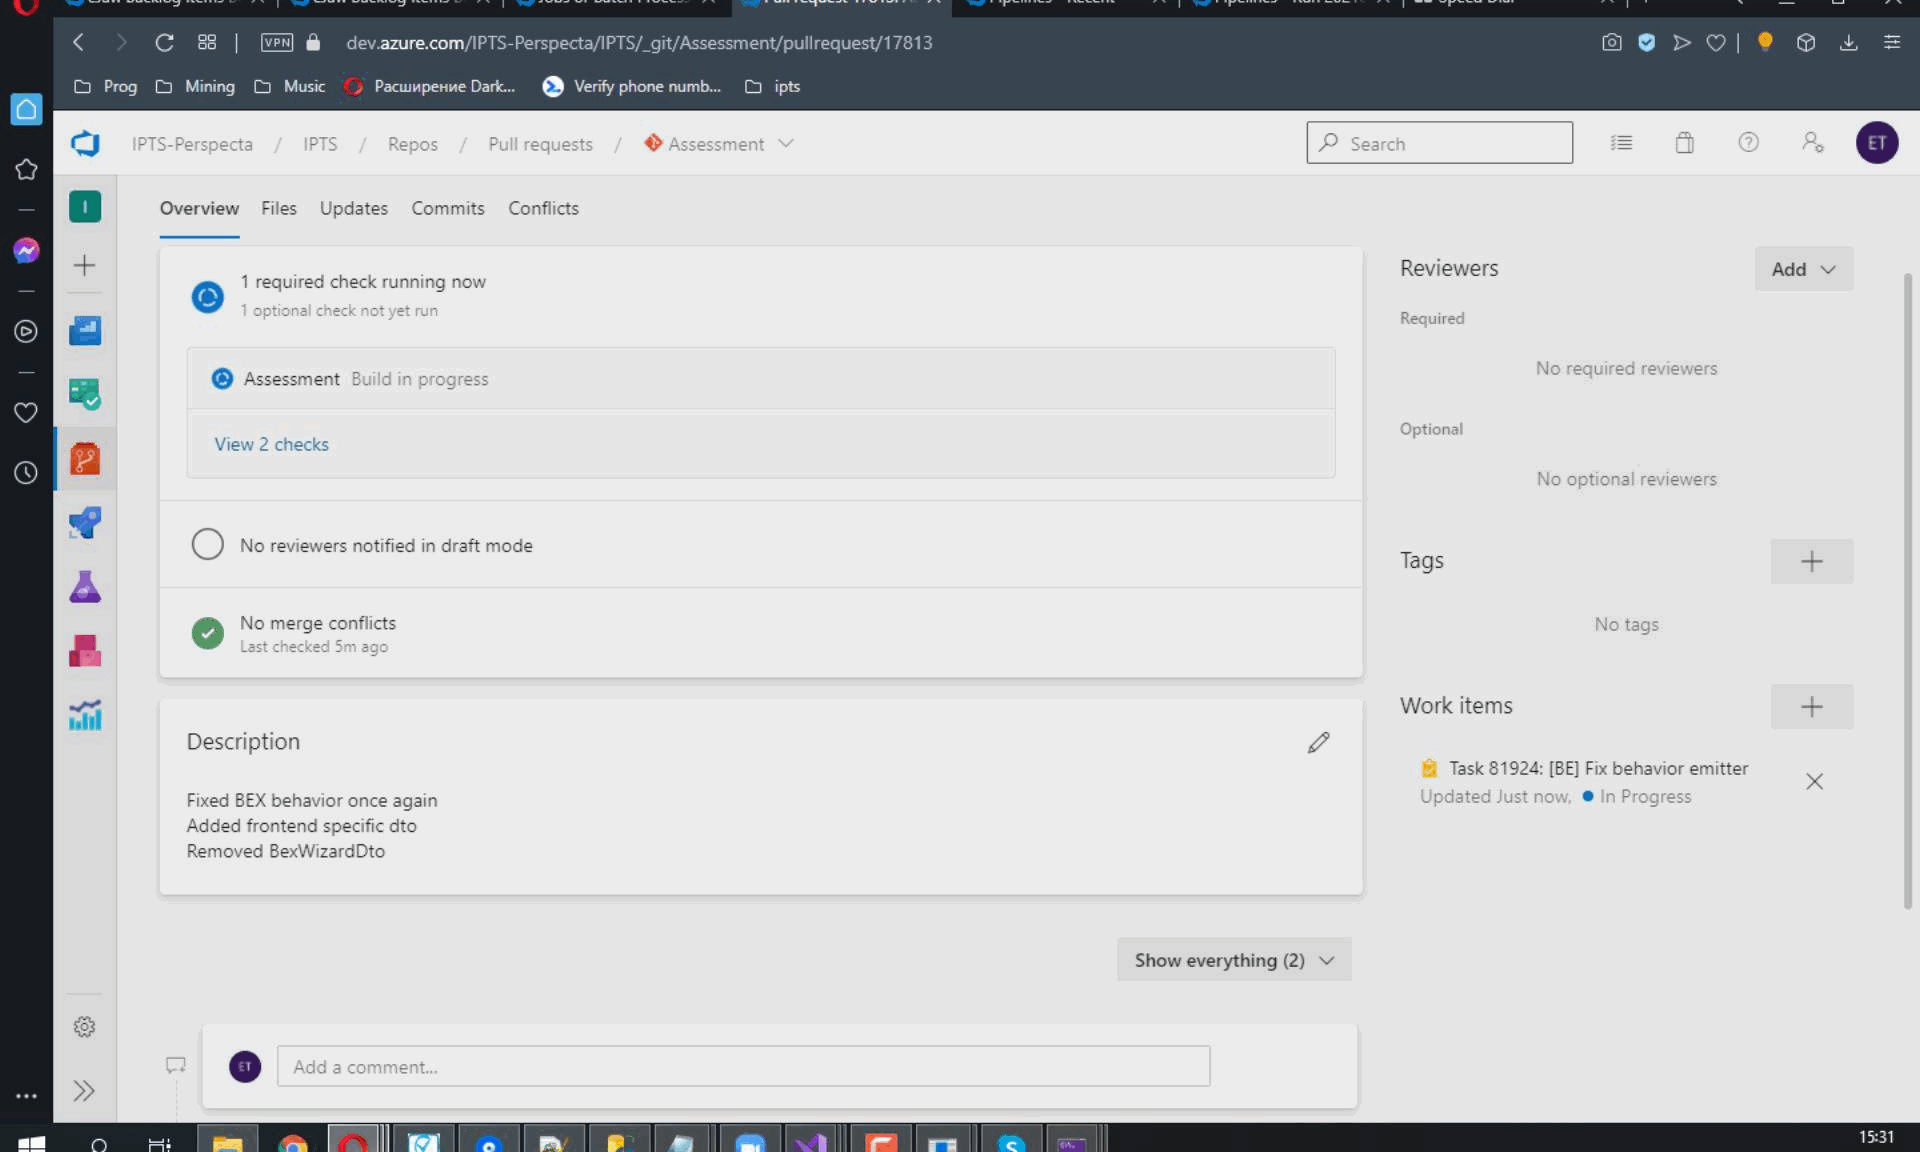 VPN dev.azure.com/IPTS-Perspecta/IPTS/_git/Assessment/pullrequest/17813
Prog Mining Music Расширение Dark... Verify phone numb... ipts
IPTS-Perspecta / IPTS / Repos / Pull requests / Assessment Search ET
I
Overview Files Updates Commits Conflicts
1 required check running now
1 optional check not yet run
Assessment Build in progress
View 2 checks
No reviewers notified in draft mode
No merge conflicts
Last checked 5m ago
Description
Fixed BEX behavior once again
Added frontend specific dto
Removed BexWizardDto
Show everything (2)
ET Add a comment...
Reviewers Add
Required
No required reviewers
Optional
No optional reviewers
Tags
No tags
Work items
Task 81924: [BE] Fix behavior emitter
Updated Just now, In Progress
15:31